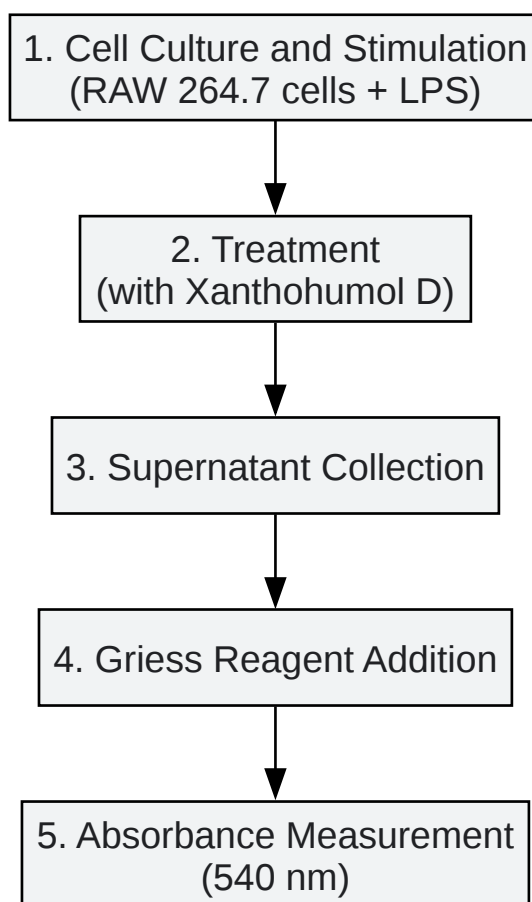 1. Cell Culture and Stimulation
(RAW 264.7 cells + LPS)
2. Treatment
(with Xanthohumol D)
3. Supernatant Collection
4. Griess Reagent Addition
5. Absorbance Measurement
(540 nm)